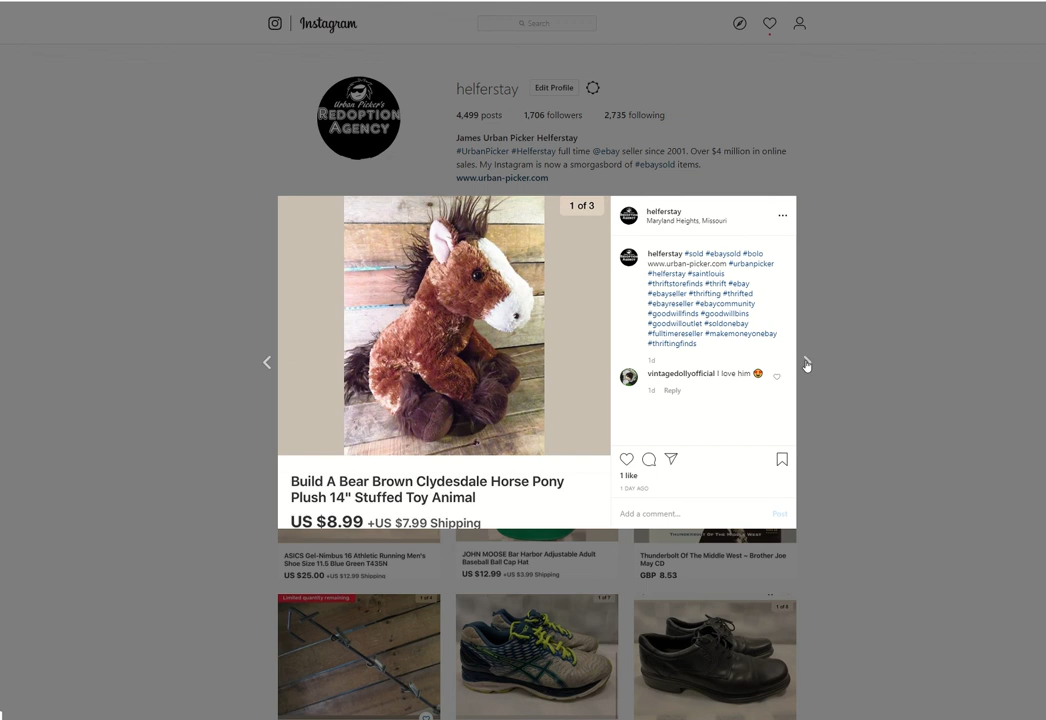 Instagram
Search
Urban Picker's
REDOPTION
AGENCY
helferstay
Edit Profile
4,499 posts 1,706 followers 2,735 following
James Urban Picker Helferstay
#UrbanPicker #Helferstay full time @ebay seller since 2001. Over $4 million in online
sales. My Instagram is now a smorgasbord of #ebaysold items.
www.urban-picker.com
1 of 3
Build A Bear Brown Clydesdale Horse Pony
Plush 14" Stuffed Toy Animal
US $8.99 +US $7.99 Shipping
helferstay
Maryland Heights, Missouri
helferstay #sold #ebaysold #bolo
www.urban-picker.com #urbanpicker
#helferstay #saintlouis
#thriftstorefinds #thrift #ebay
#ebayseller #thrifting #thrifted
#ebayreseller #ebaycommunity
#goodwillfinds #goodwillbins
#goodwilloutlet #soldonebay
#fulltimereseller #makemoneyonebay
#thriftingfinds
1d
vintagedollyofficial I love him 😍
1d Reply
1 like
1 DAY AGO
Add a comment... Post
THUNDERBOLT OF THE MIDDLE WEST
ASICS Gel-Nimbus 16 Athletic Running Men's
Shoe Size 11.5 Blue Green T435N
US $25.00 +US $12.99 Shipping
JOHN MOOSE Bar Harbor Adjustable Adult
Baseball Ball Cap Hat
US $12.99 +US $3.99 Shipping
Thunderbolt Of The Middle West ~ Brother Joe
May CD
GBP 8.53
Limited quantity remaining